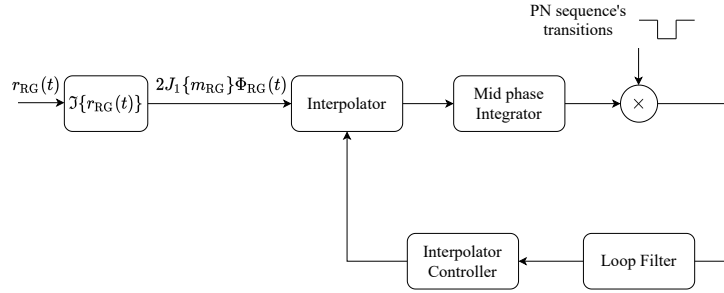 PN sequence's
transitions
r_RG(t)
ℑ{r_RG(t)}
2J_1{m_RG}Φ_RG(t)
Interpolator
Mid phase
Integrator
×
Interpolator
Controller
Loop Filter